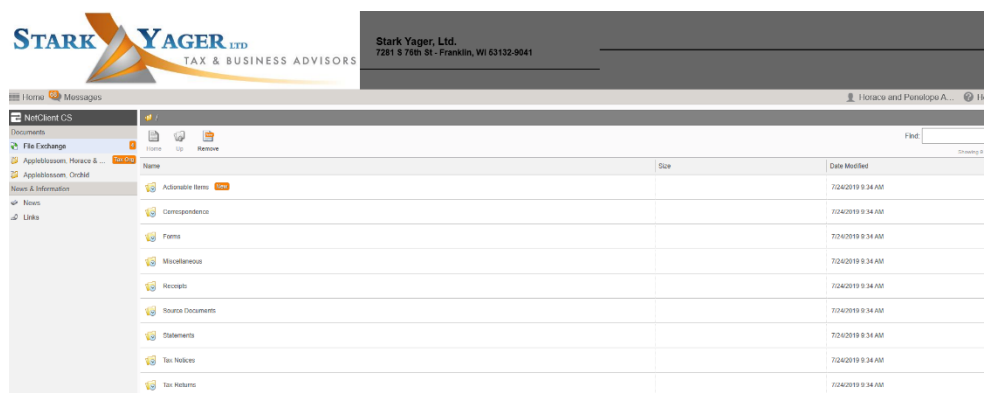 STARK YAGER LTD
TAX & BUSINESS ADVISORS
Stark Yager, Ltd.
7281 S 76th St - Franklin, WI 63132-9041
Home Messages
Horace and Penelope A...
NetClient CS
/
Documents
File Exchange
Appleblossom, Horace & ... Tax Org
Appleblossom, Orchid
News & Information
News
Links
Home Up Remove
Find:
Showing
Name Size Date Modified
Actionable Items New 7/24/2019 9:34 AM
Correspondence 7/24/2019 9:34 AM
Forms 7/24/2019 9:34 AM
Miscellaneous 7/24/2019 9:34 AM
Receipts 7/24/2019 9:34 AM
Source Documents 7/24/2019 9:34 AM
Statements 7/24/2019 9:34 AM
Tax Notices 7/24/2019 9:34 AM
Tax Returns 7/24/2019 9:34 AM